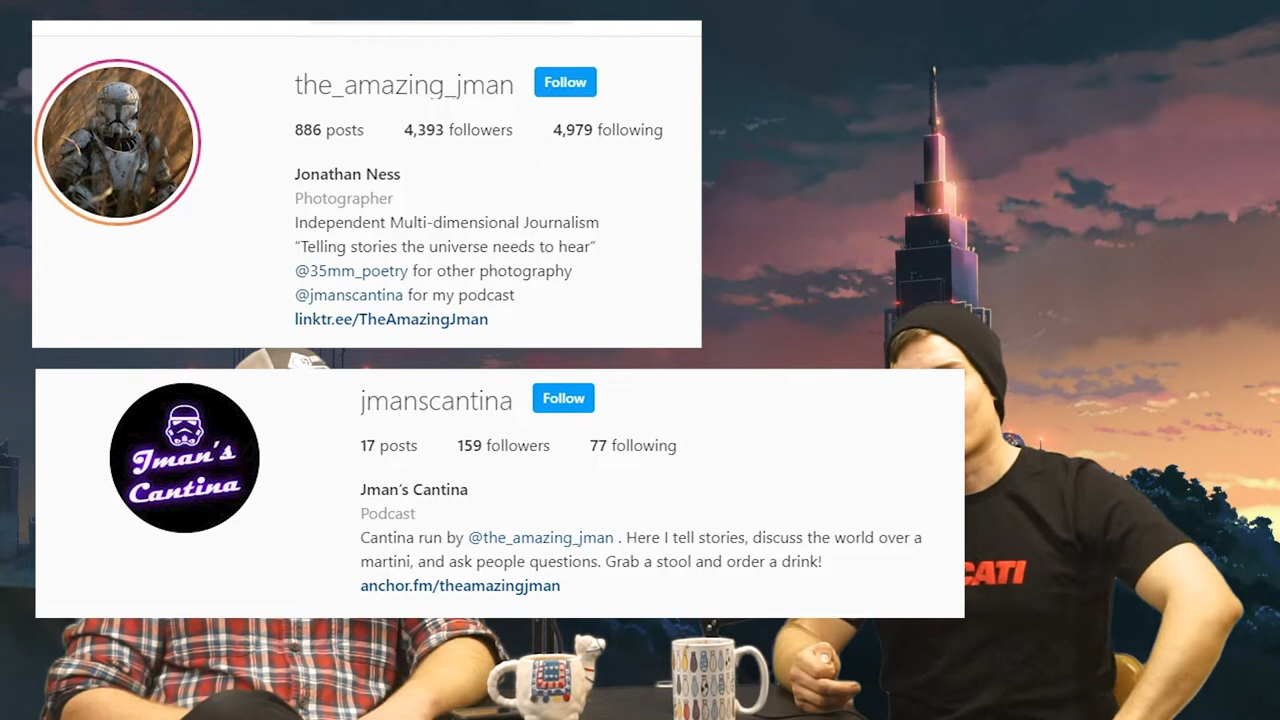 the_amazing_jman Follow
886 posts 4,393 followers 4,979 following
Jonathan Ness
Photographer
Independent Multi-dimensional Journalism
“Telling stories the universe needs to hear”
@35mm_poetry for other photography
@jmanscantina for my podcast
linktr.ee/TheAmazingJman
Jman's
Cantina
jmanscantina Follow
17 posts 159 followers 77 following
Jman’s Cantina
Podcast
Cantina run by @the_amazing_jman . Here I tell stories, discuss the world over a
martini, and ask people questions. Grab a stool and order a drink!
anchor.fm/theamazingjman
CATI